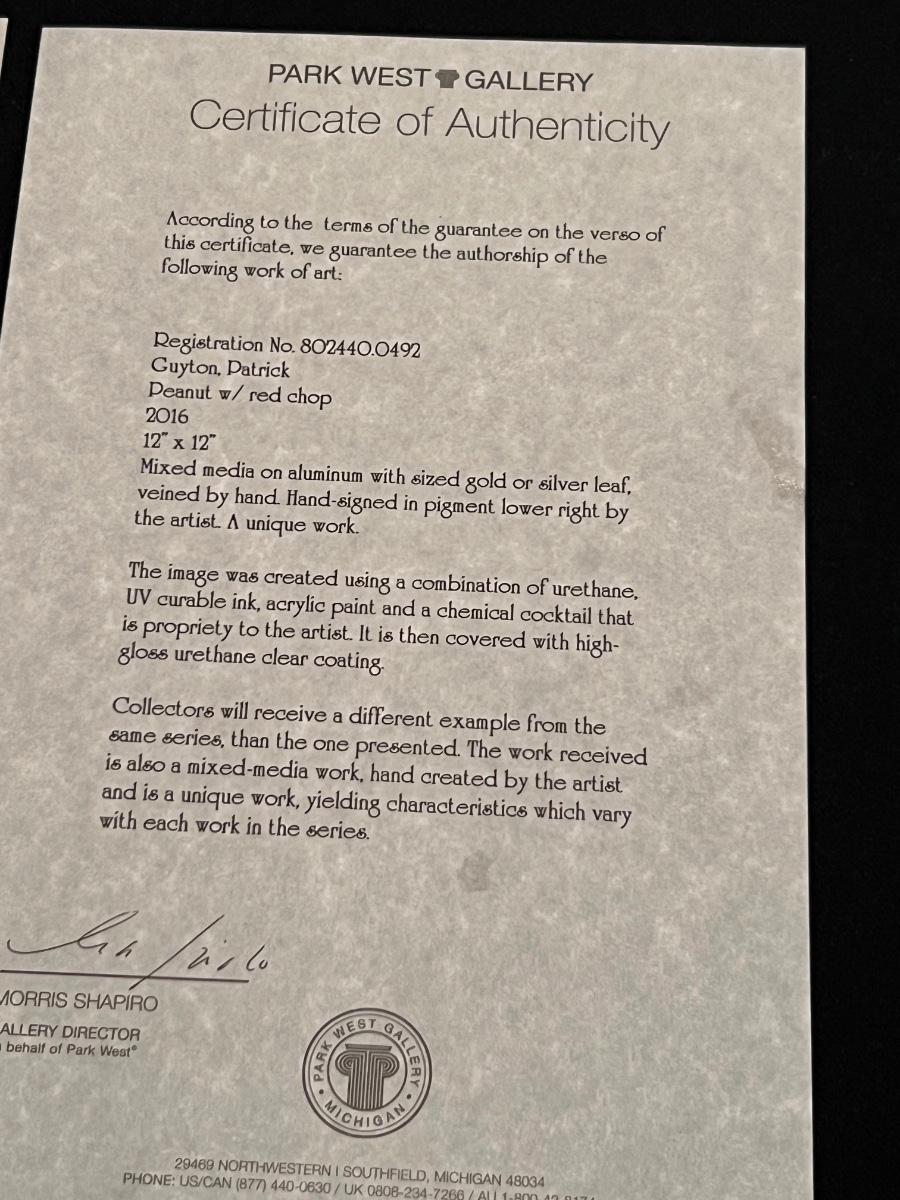 PARK WEST GALLERY
Certificate of Authenticity
According to the terms of the guarantee on the verso of
this certificate, we guarantee the authorship of the
following work of art:
Registration No. 802440.0492
Guyton, Patrick
Peanut w/ red chop
2016
12" x 12"
Mixed media on aluminum with sized gold or silver leaf,
veined by hand. Hand-signed in pigment lower right by
the artist. A unique work.
The image was created using a combination of urethane,
UV curable ink, acrylic paint and a chemical cocktail that
is propriety to the artist. It is then covered with high-
gloss urethane clear coating.
Collectors will receive a different example from the
same series, than the one presented. The work received
is also a mixed-media work, hand created by the artist
and is a unique work, yielding characteristics which vary
with each work in the series.
MORRIS SHAPIRO
ALLERY DIRECTOR
behalf of Park West®
PARK WEST GALLERY
• MICHIGAN •
29469 NORTHWESTERN | SOUTHFIELD, MICHIGAN 48034
PHONE: US/CAN (877) 440-0630 / UK 0808-234-7266 /